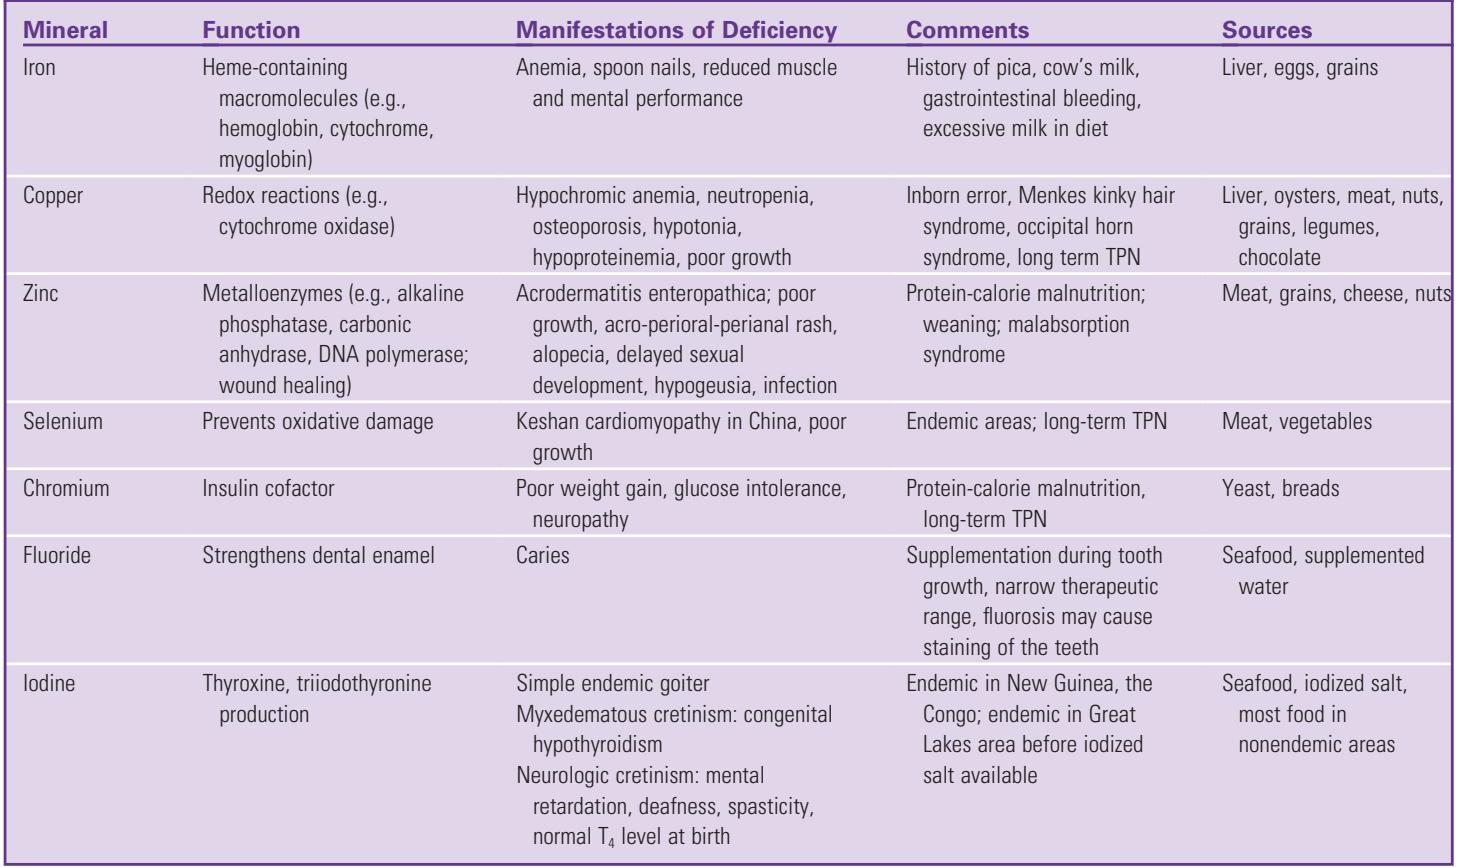 Mineral Function Manifestations of Deficiency Comments Sources
Iron
Heme-containing
macromolecules (e.g.,
hemoglobin, cytochrome,
myoglobin)
Anemia, spoon nails, reduced muscle
and mental performance
History of pica, cow’s milk,
gastrointestinal bleeding,
excessive milk in diet
Liver, eggs, grains
Copper
Redox reactions (e.g.,
cytochrome oxidase)
Hypochromic anemia, neutropenia,
osteoporosis, hypotonia,
hypoproteinemia, poor growth
Inborn error, Menkes kinky hair
syndrome, occipital horn
syndrome, long term TPN
Liver, oysters, meat, nuts,
grains, legumes,
chocolate
Zinc
Metalloenzymes (e.g., alkaline
phosphatase, carbonic
anhydrase, DNA polymerase;
wound healing)
Acrodermatitis enteropathica; poor
growth, acro-perioral-perianal rash,
alopecia, delayed sexual
development, hypogeusia, infection
Protein-calorie malnutrition;
weaning; malabsorption
syndrome
Meat, grains, cheese, nuts
Selenium
Prevents oxidative damage
Keshan cardiomyopathy in China, poor
growth
Endemic areas; long-term TPN
Meat, vegetables
Chromium
Insulin cofactor
Poor weight gain, glucose intolerance,
neuropathy
Protein-calorie malnutrition,
long-term TPN
Yeast, breads
Fluoride
Strengthens dental enamel
Caries
Supplementation during tooth
growth, narrow therapeutic
range, fluorosis may cause
staining of the teeth
Seafood, supplemented
water
Iodine
Thyroxine, triiodothyronine
production
Simple endemic goiter
Myxedematous cretinism: congenital
hypothyroidism
Neurologic cretinism: mental
retardation, deafness, spasticity,
normal T₄ level at birth
Endemic in New Guinea, the
Congo; endemic in Great
Lakes area before iodized
salt available
Seafood, iodized salt,
most food in
nonendemic areas